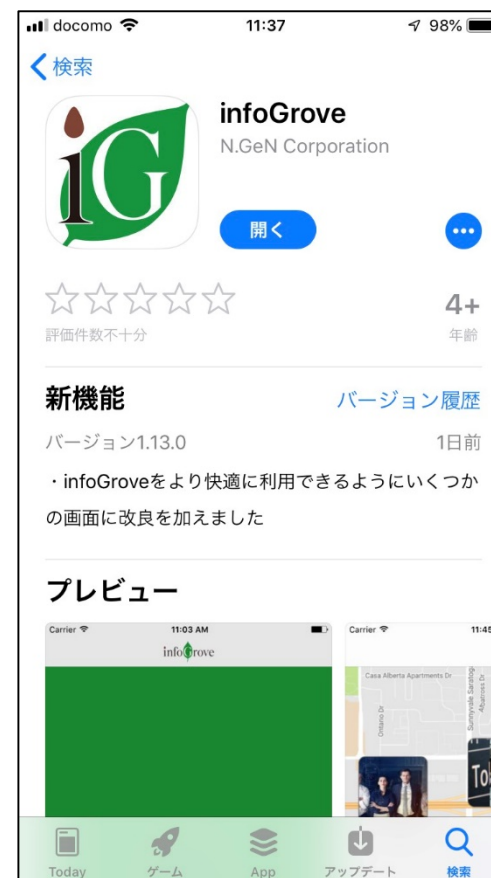 docomo 11:37 98%
検索
iG
infoGrove
N.GeN Corporation
開く
4+
評価件数不十分 年齢
新機能 バージョン履歴
バージョン1.13.0 1日前
・infoGroveをより快適に利用できるようにいくつか
の画面に改良を加えました
プレビュー
Carrier 11:03 AM
infoGrove
Carrier 11:45
Casa Alberta Apartments Dr
Ontario Dr
Albatross Dr
Today ゲーム App アップデート 検索